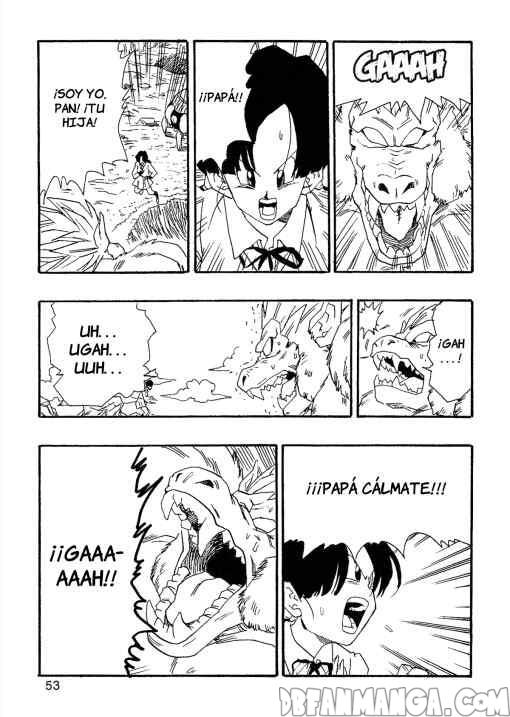 ¡SOY YO,
PAN! ¡TU
HIJA!
¡¡PAPÁ!!
GAAAH
UH...
UGAH...
UUH...
¡GAH
...!
¡¡GAAA-
AAAH!!
¡¡¡PAPÁ CÁLMATE!!!
53
DBFANMANGA.COM